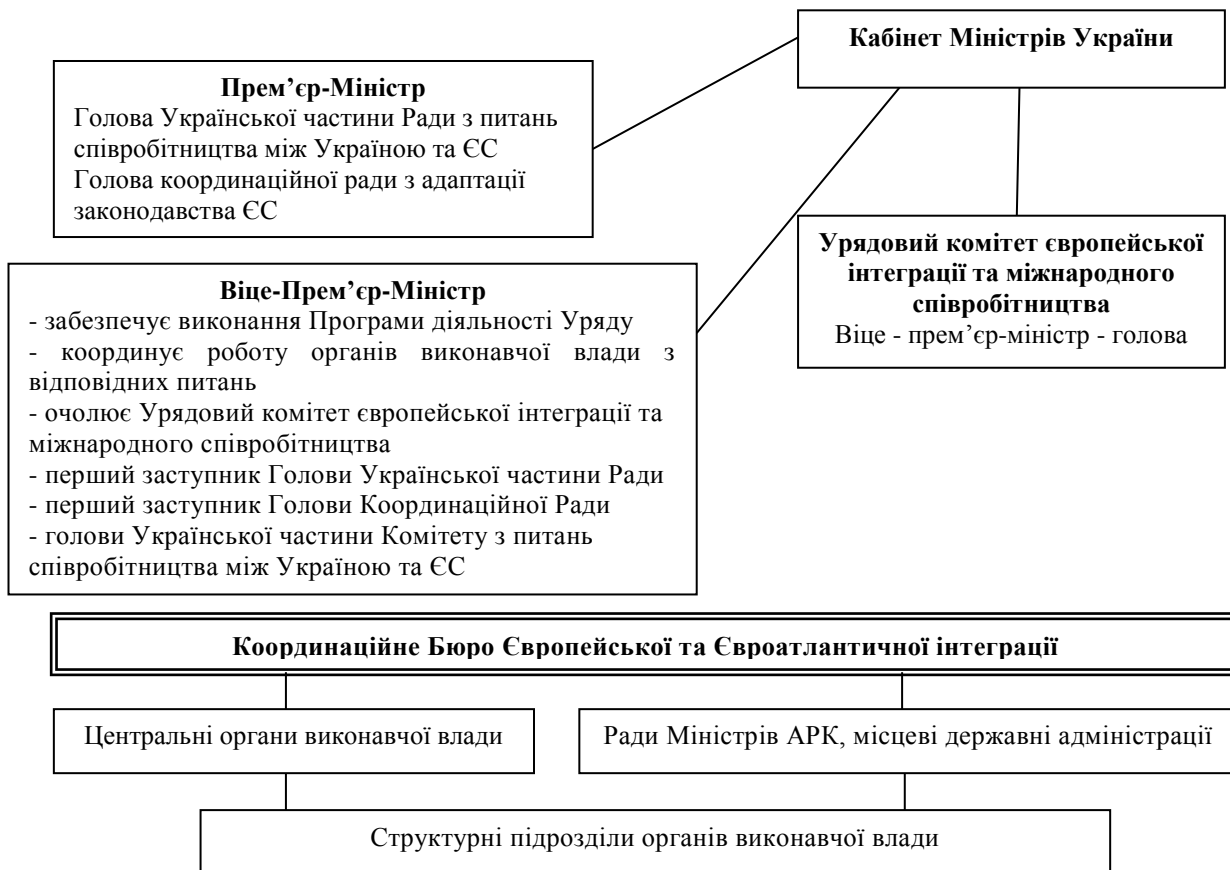 Кабінет Міністрів України
Прем’єр-Міністр
Голова Української частини Ради з питань
співробітництва між Україною та ЄС
Голова координаційної ради з адаптації
законодавства ЄС
Урядовий комітет європейської
інтеграції та міжнародного
співробітництва
Віце - прем’єр-міністр - голова
Віце-Прем’єр-Міністр
- забезпечує виконання Програми діяльності Уряду
- координує роботу органів виконавчої влади з
відповідних питань
- очолює Урядовий комітет європейської інтеграції та
міжнародного співробітництва
- перший заступник Голови Української частини Ради
- перший заступник Голови Координаційної Ради
- голови Української частини Комітету з питань
співробітництва між Україною та ЄС
Координаційне Бюро Європейської та Євроатлантичної інтеграції
Центральні органи виконавчої влади
Ради Міністрів АРК, місцеві державні адміністрації
Структурні підрозділи органів виконавчої влади